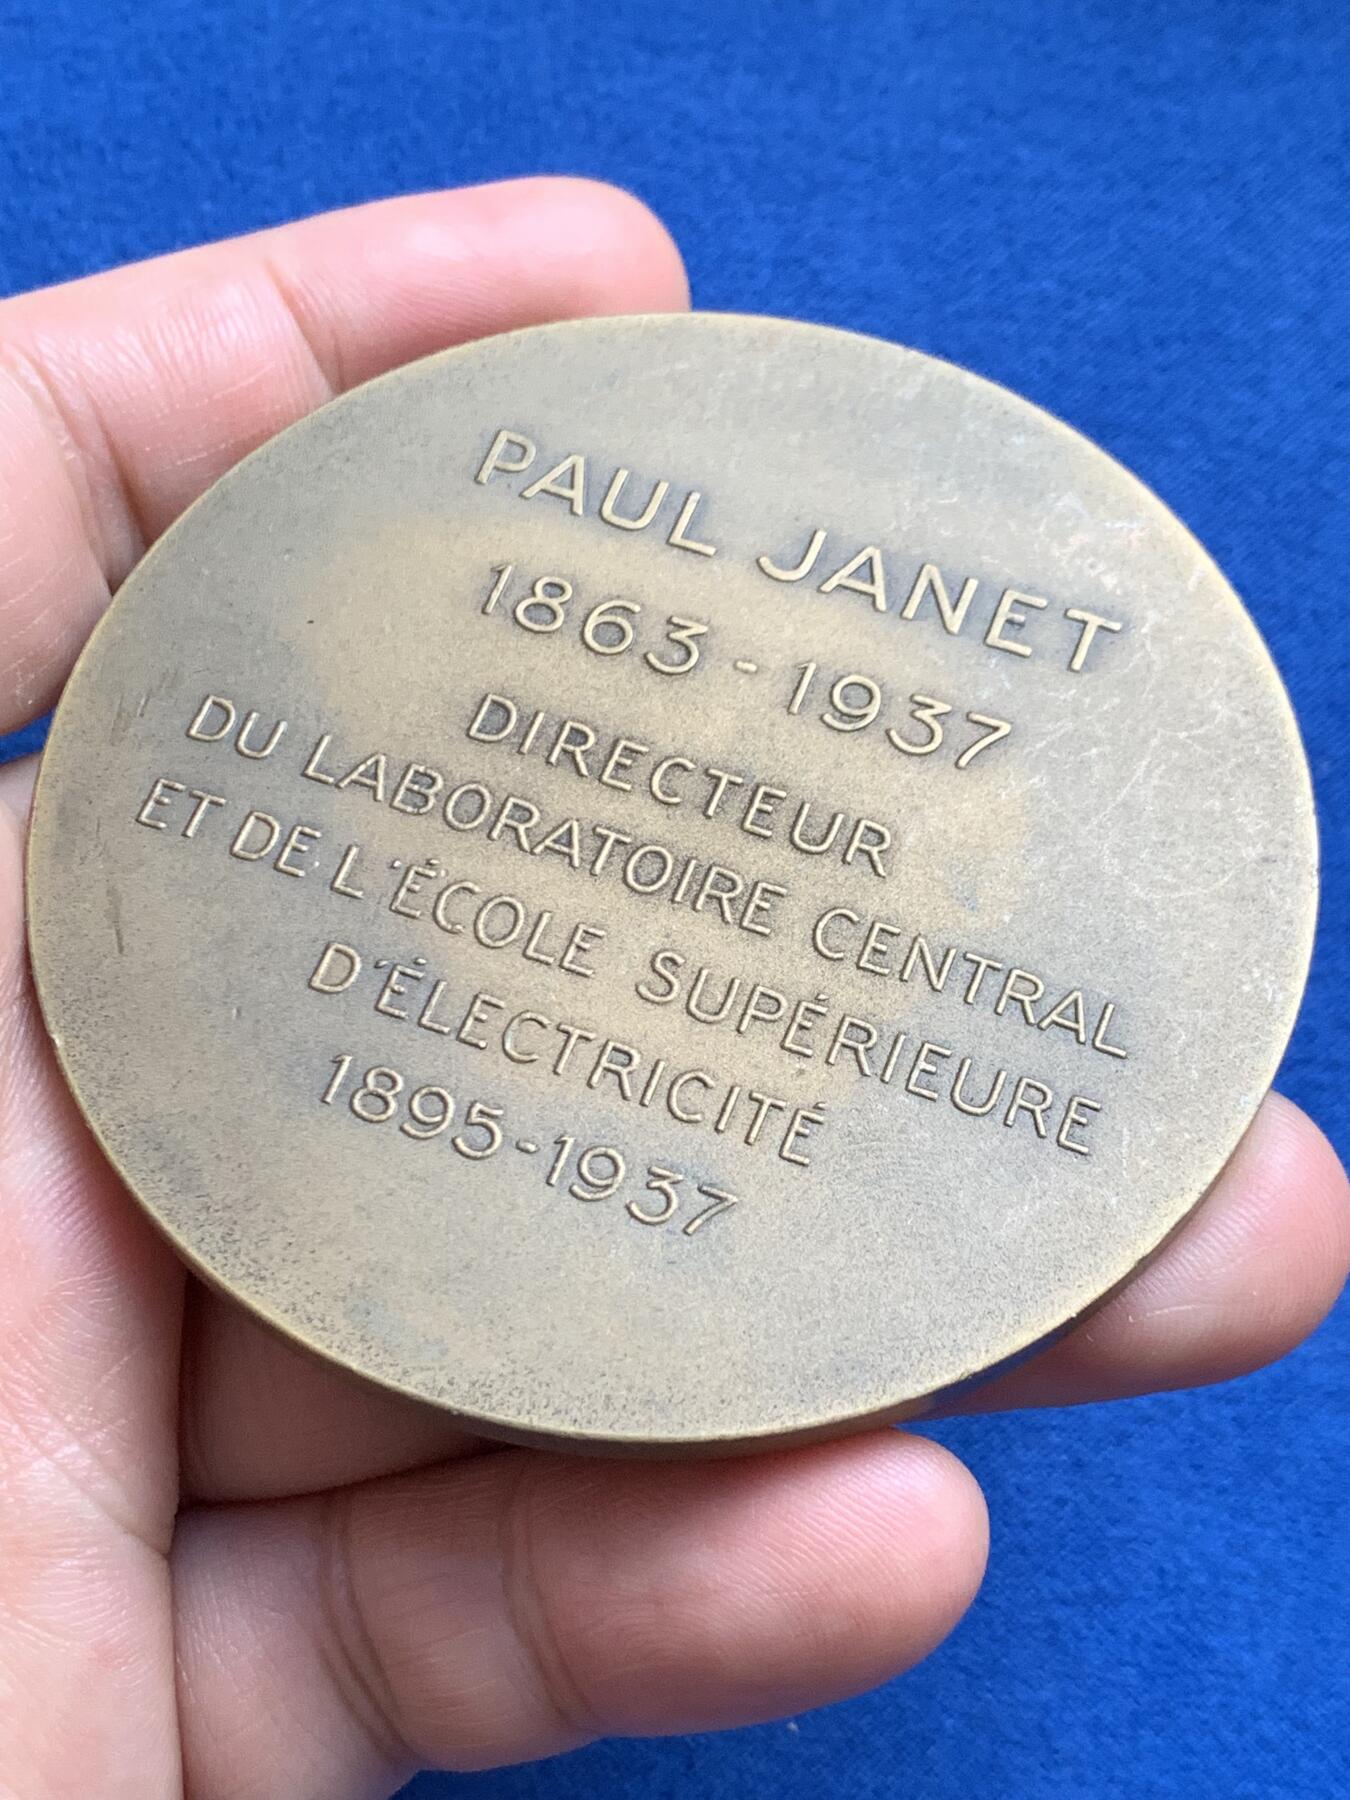 PAUL JANET
1863 - 1937
DIRECTEUR
DU LABORATOIRE CENTRAL
ET DE L'ÉCOLE SUPÉRIEURE
D'ÉLECTRICITÉ
1895-1937